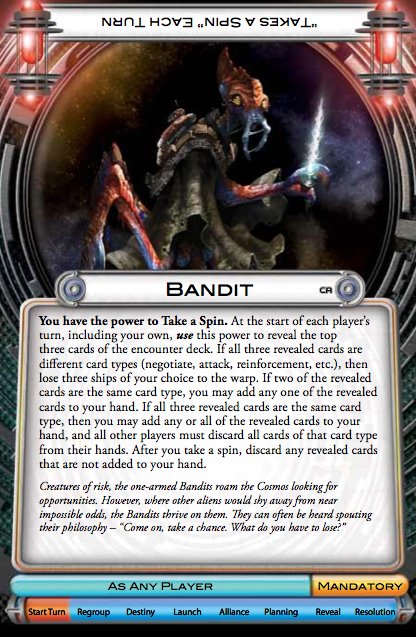 "Takes a Spin" Each Turn
Bandit
CA
You have the power to Take a Spin. At the start of each player's
turn, including your own, use this power to reveal the top
three cards of the encounter deck. If all three revealed cards are
different card types (negotiate, attack, reinforcement, etc.), then
lose three ships of your choice to the warp. If two of the revealed
cards are the same card type, you may add any one of the revealed
cards to your hand. If all three revealed cards are the same card
type, then you may add any or all of the revealed cards to your
hand, and all other players must discard all cards of that card type
from their hands. After you take a spin, discard any revealed cards
that are not added to your hand.
Creatures of risk, the one-armed Bandits roam the Cosmos looking for
opportunities. However, where other aliens would shy away from near
impossible odds, the Bandits thrive on them. They can often be heard spouting
their philosophy – "Come on, take a chance. What do you have to lose?"
As Any Player Mandatory
Start Turn Regroup Destiny Launch Alliance Planning Reveal Resolution